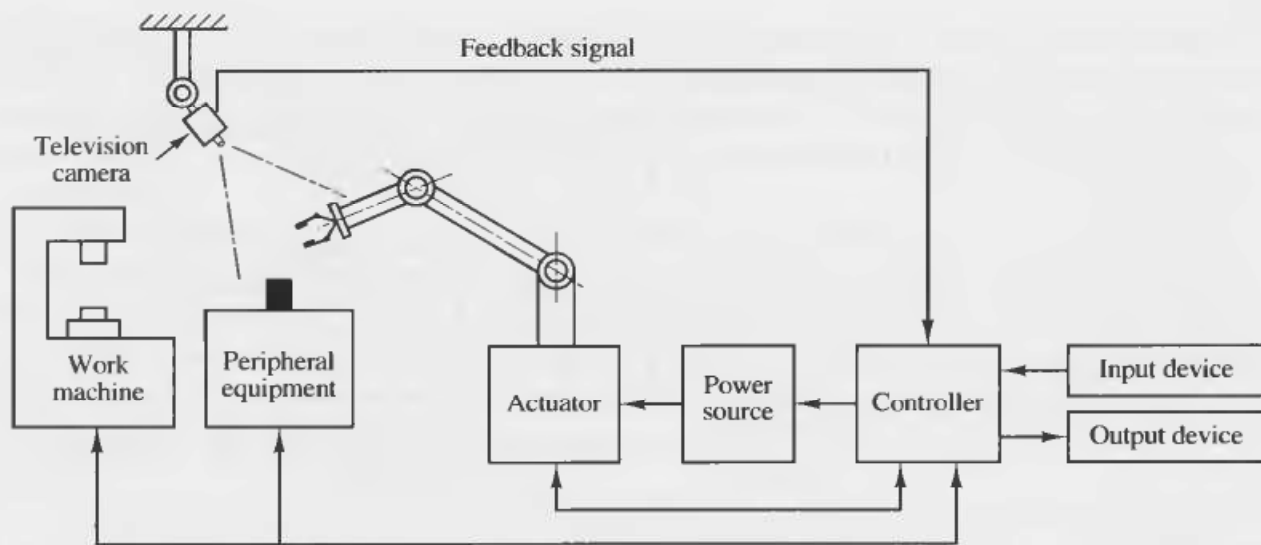 Feedback signal
Television
camera
Work
machine
Peripheral
equipment
Actuator
Power
source
Controller
Input device
Output device